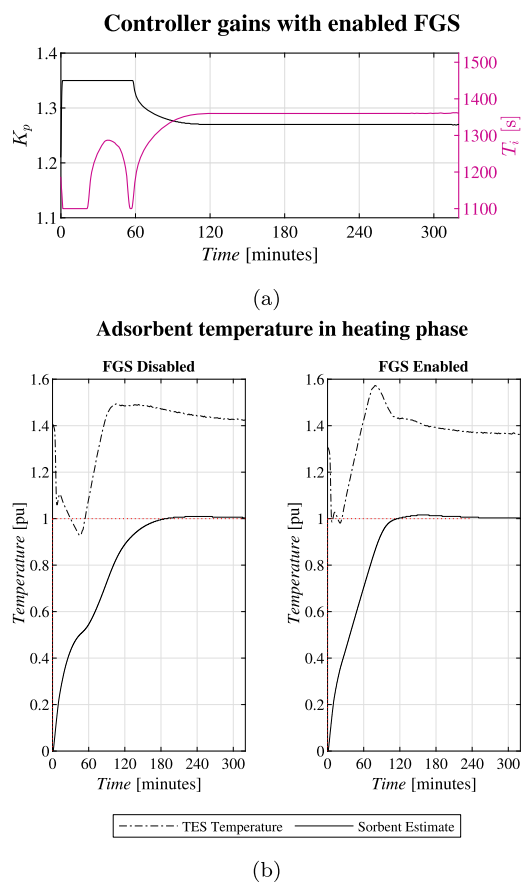 Controller gains with enabled FGS
1.4
1.3
1.2
1.1
K_p
1500
1400
1300
1200
1100
T_i [s]
0 60 120 180 240 300
Time [minutes]
(a)
Adsorbent temperature in heating phase
FGS Disabled
1.6
1.4
1.2
1
0.8
0.6
0.4
0.2
0
Temperature [pu]
0 60 120 180 240 300
Time [minutes]
FGS Enabled
1.6
1.4
1.2
1
0.8
0.6
0.4
0.2
0
Temperature [pu]
0 60 120 180 240 300
Time [minutes]
TES Temperature Sorbent Estimate
(b)